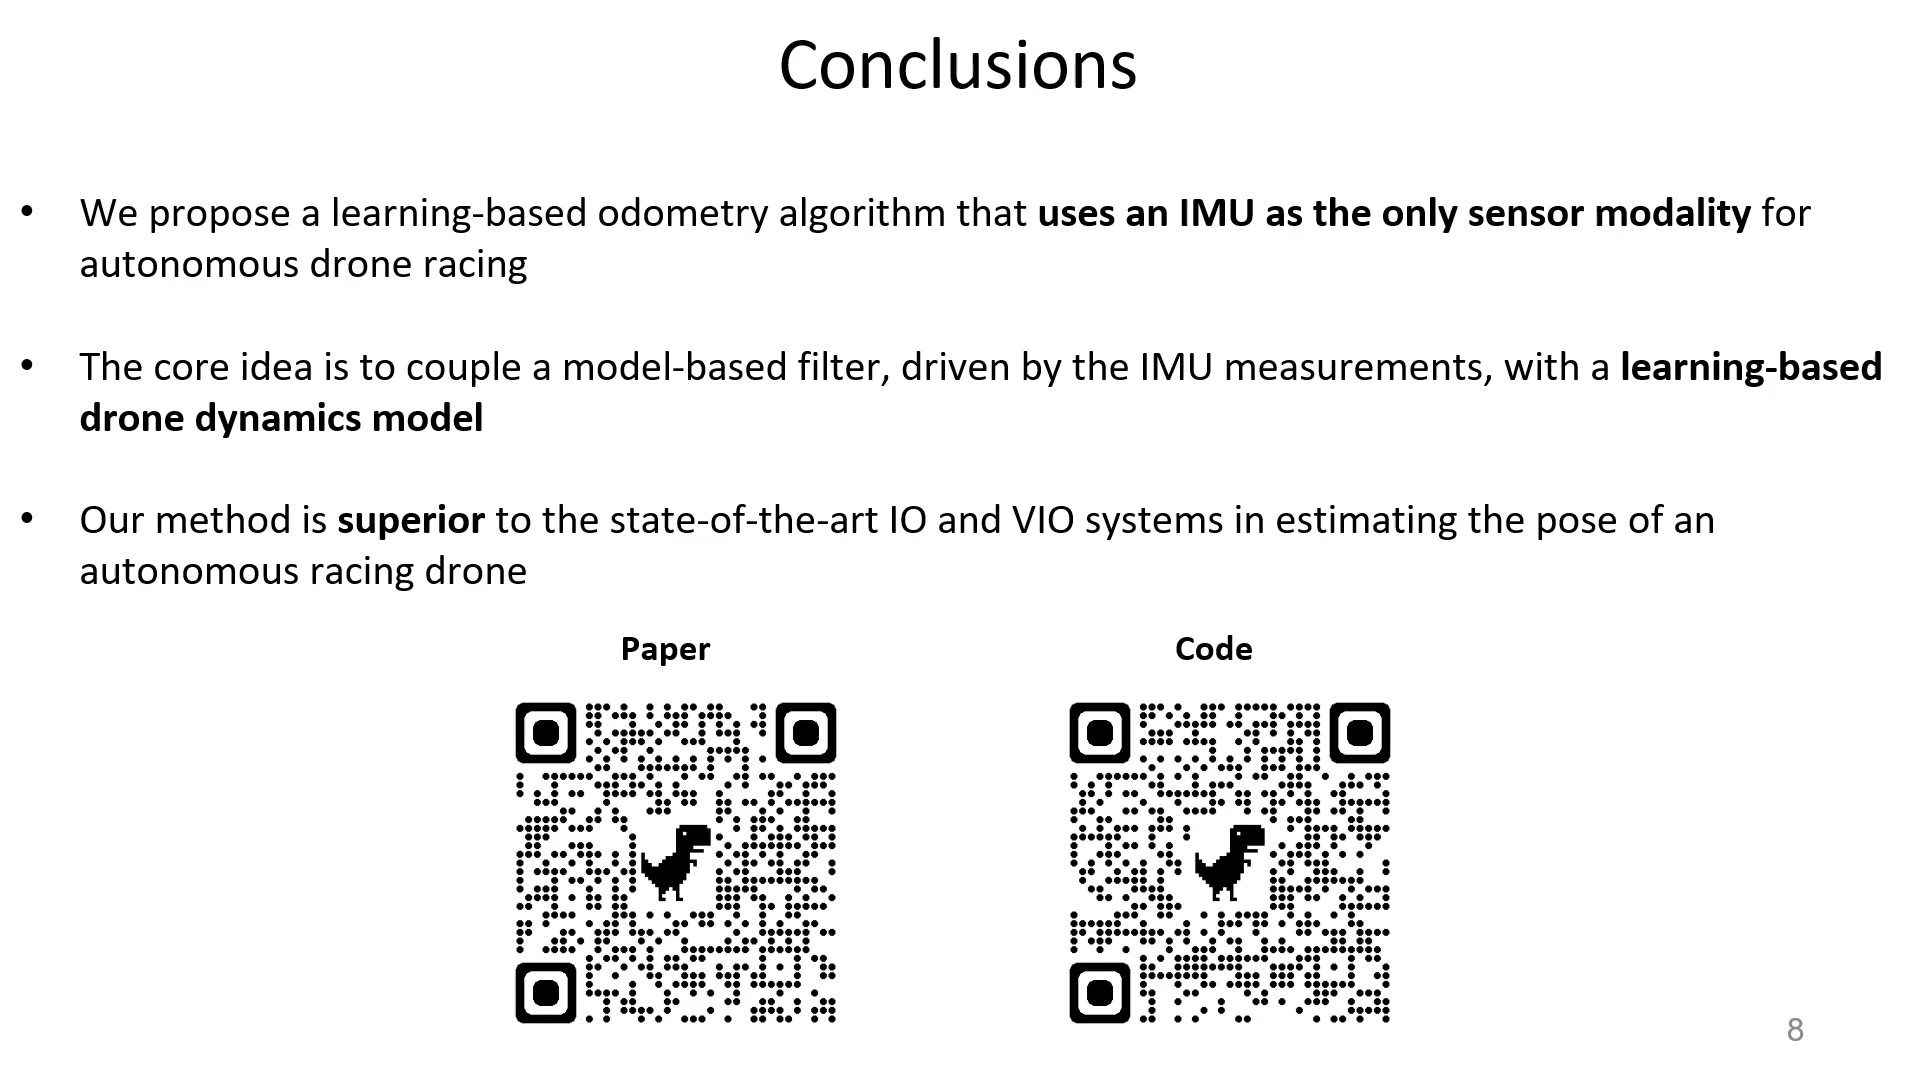 Conclusions
• We propose a learning-based odometry algorithm that uses an IMU as the only sensor modality for
autonomous drone racing
• The core idea is to couple a model-based filter, driven by the IMU measurements, with a learning-based
drone dynamics model
• Our method is superior to the state-of-the-art IO and VIO systems in estimating the pose of an
autonomous racing drone
Paper
Code
8